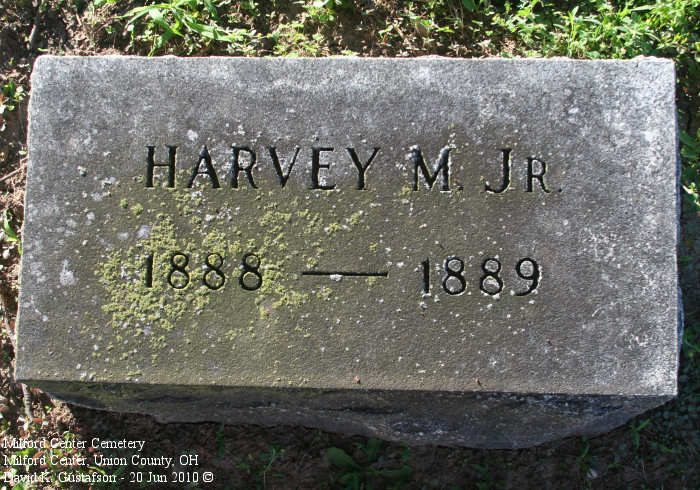 HARVEY M. JR.
1888 — 1889
Milford Center Cemetery
Milford Center, Union County, OH
David K. Gustafson - 20 Jun 2010 ©